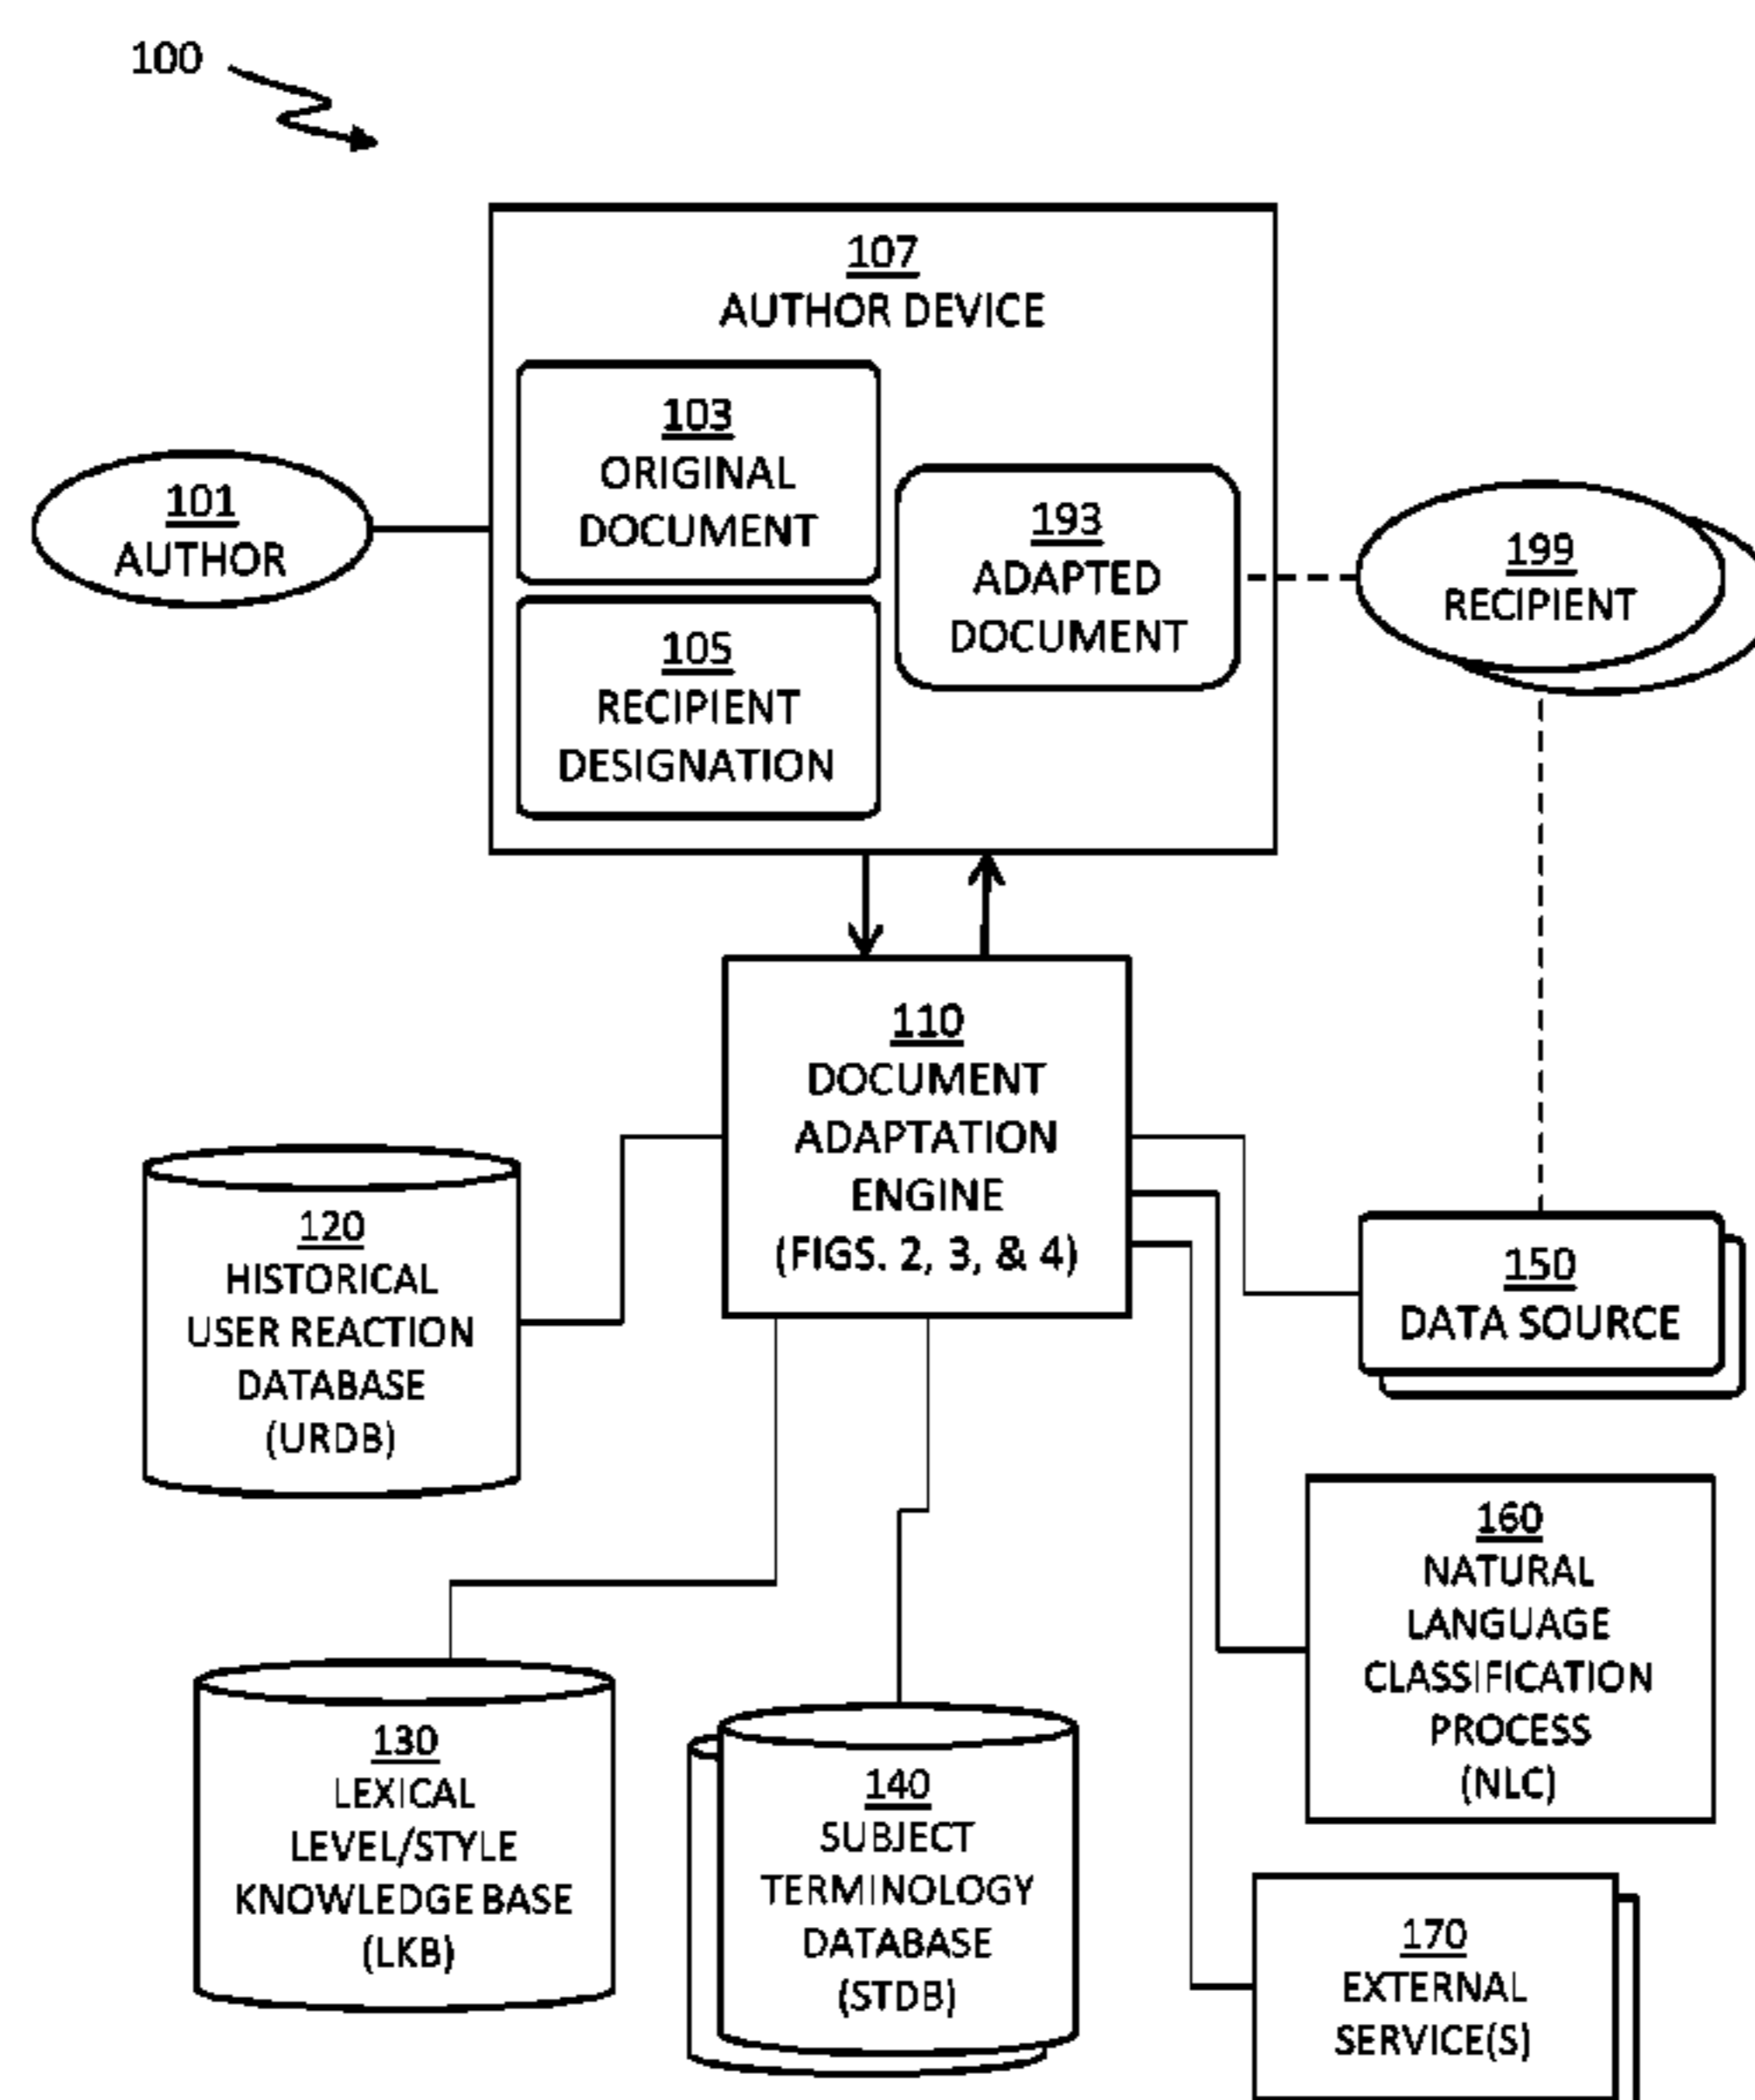 100
107
AUTHOR DEVICE
103
ORIGINAL
DOCUMENT
101
AUTHOR
193
ADAPTED
DOCUMENT
199
RECIPIENT
105
RECIPIENT
DESIGNATION
110
DOCUMENT
ADAPTATION
ENGINE
(FIGS. 2, 3, & 4)
120
HISTORICAL
USER REACTION
DATABASE
(URDB)
150
DATA SOURCE
160
NATURAL
LANGUAGE
CLASSIFICATION
PROCESS
(NLC)
130
LEXICAL
LEVEL/STYLE
KNOWLEDGE BASE
(LKB)
140
SUBJECT
TERMINOLOGY
DATABASE
(STDB)
170
EXTERNAL
SERVICE(S)